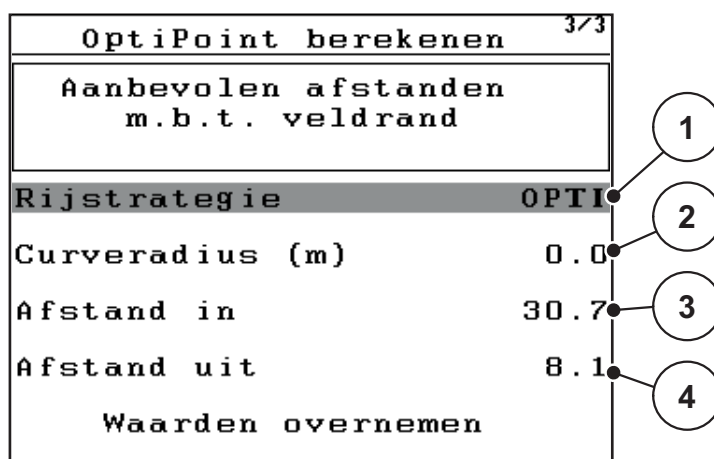 OptiPoint berekenen 3/3
Aanbevolen afstanden
m.b.t. veldrand
Rijstrategie OPTI
Curveradius (m) 0.0
Afstand in 30.7
Afstand uit 8.1
Waarden overnemen
1
2
3
4